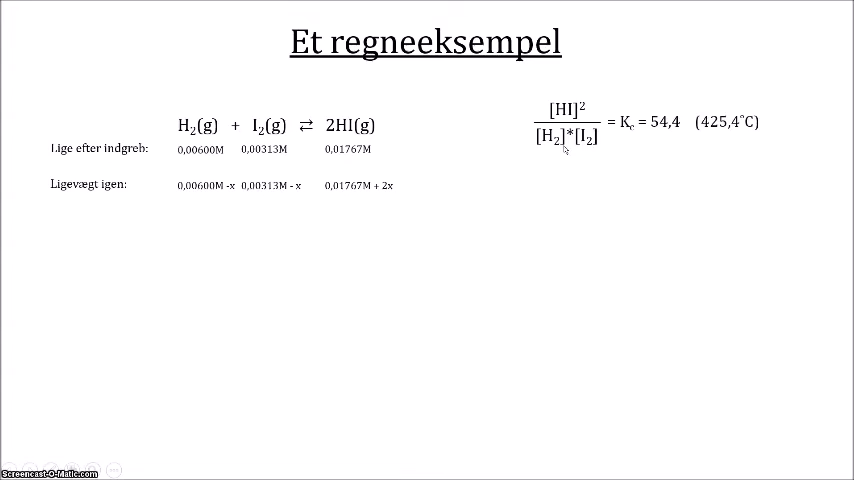 Et regneeksempel
H₂(g) + I₂(g) ⇄ 2HI(g)
Lige efter indgreb: 0,00600M 0,00313M 0,01767M
Ligevægt igen: 0,00600M -x 0,00313M - x 0,01767M + 2x
[HI]²
[H₂]*[I₂]
= K꜀ = 54,4 (425,4°C)
Screencast-O-Matic.com